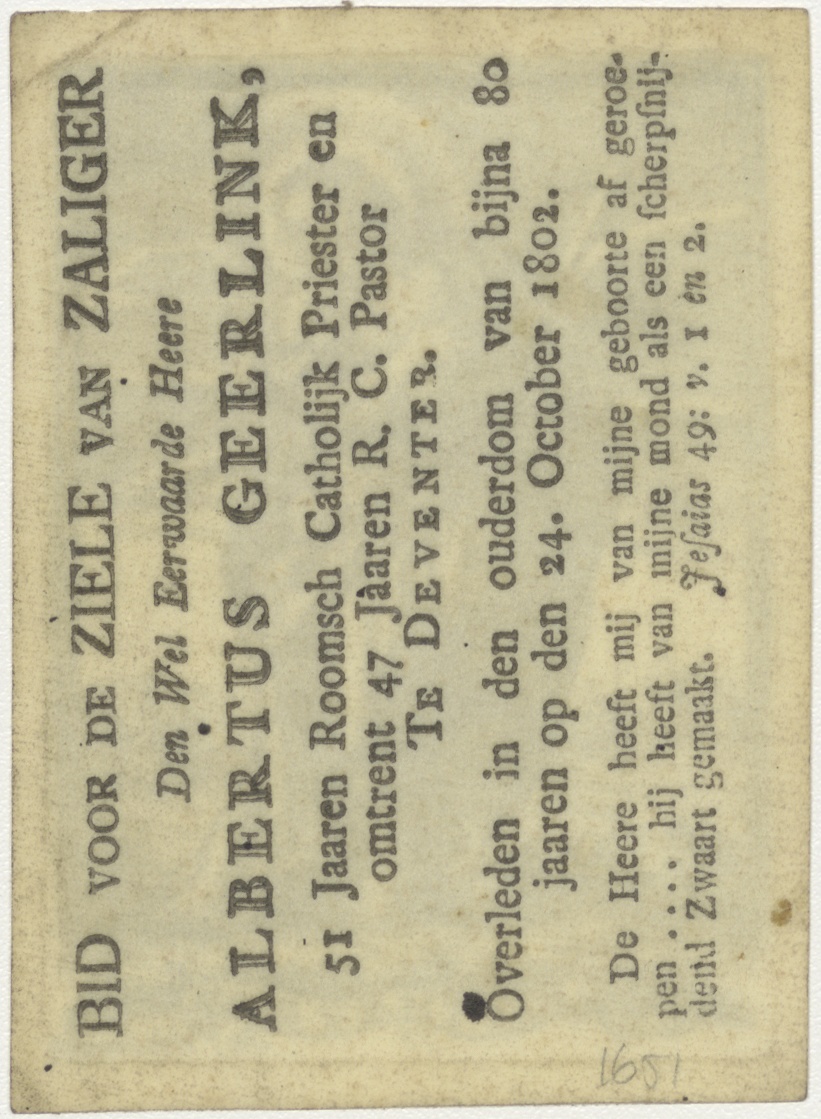 BID VOOR DE ZIELE VAN ZALIGER
Den Wel Eerwaarde Heere
ALBERTUS GEERLINK,
51 Jaaren Roomsch Catholijk Priester en
omtrent 47 Jaaren R. C. Pastor
TE DEVENTER.
Overleden in den ouderdom van bijna 80
jaaren op den 24. October 1802.
De Heere heeft mij van mijne geboorte af geroe-
pen .... hij heeft van mijne mond als een ſcherpſnij-
dend Zwaart gemaakt. Jeſaias 49: v. 1 en 2.
1651